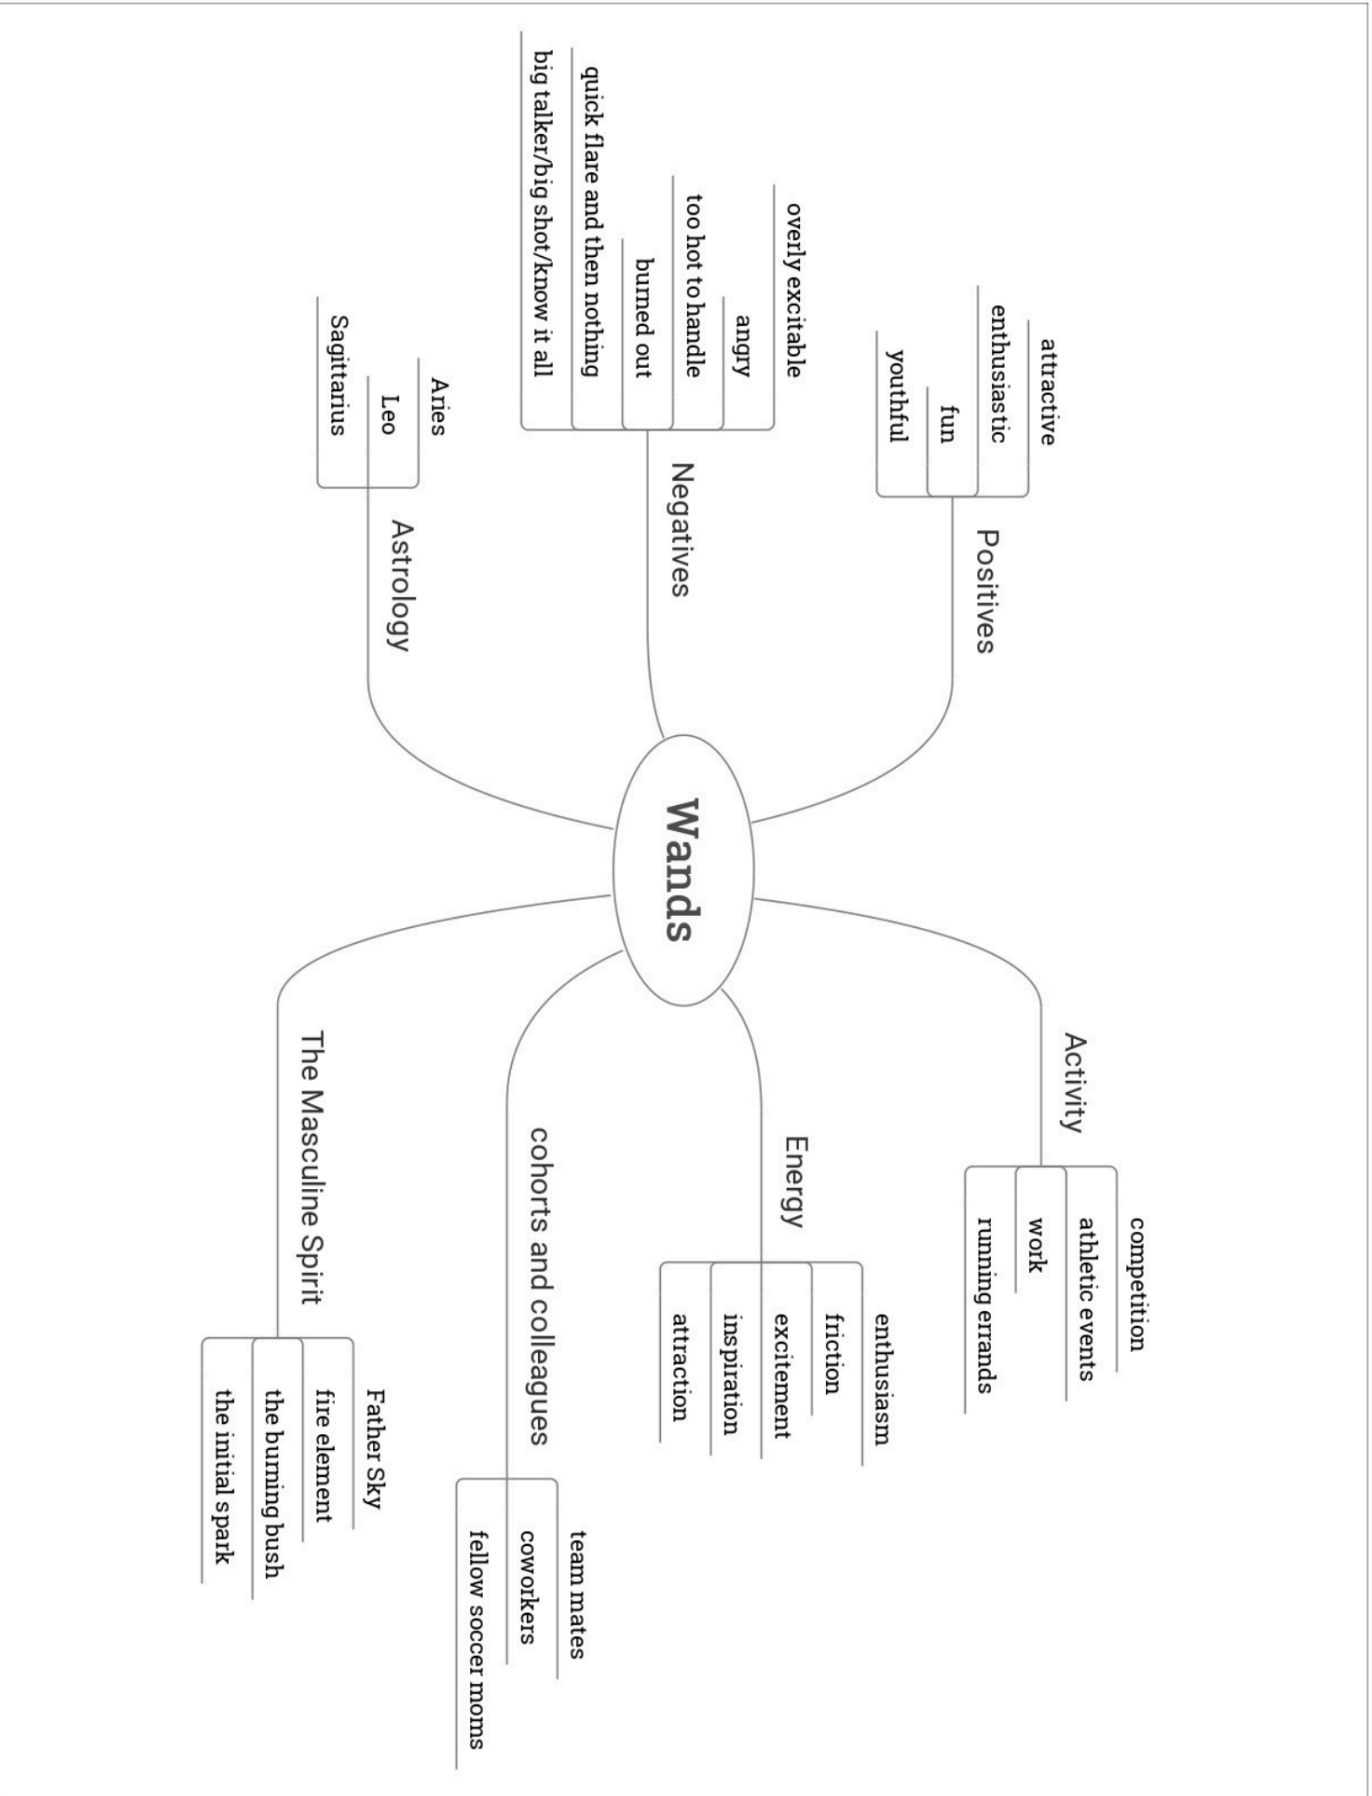 Wands
Positives
attractive
enthusiastic
fun
youthful
Negatives
overly excitable
angry
too hot to handle
burned out
quick flare and then nothing
big talker/big shot/know it all
Astrology
Aries
Leo
Sagittarius
Activity
competition
athletic events
work
running errands
Energy
enthusiasm
friction
excitement
inspiration
attraction
cohorts and colleagues
team mates
coworkers
fellow soccer moms
The Masculine Spirit
Father Sky
fire element
the burning bush
the initial spark